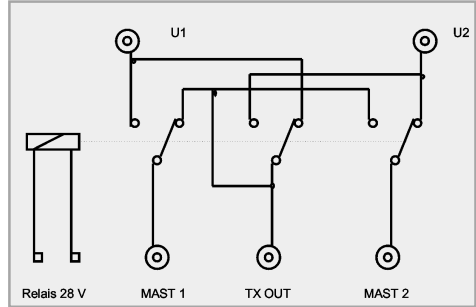 U1
U2
Relais 28 V
MAST 1
TX OUT
MAST 2